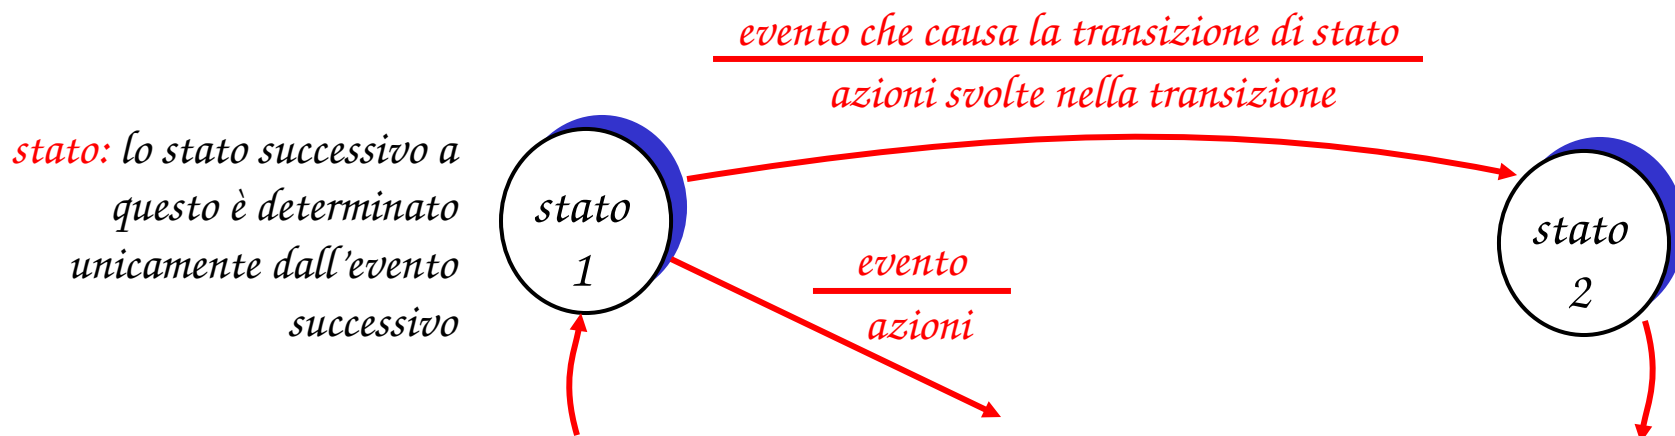 evento che causa la transizione di stato
azioni svolte nella transizione
stato: lo stato successivo a
questo è determinato
unicamente dall'evento
successivo
stato
1
evento
azioni
stato
2